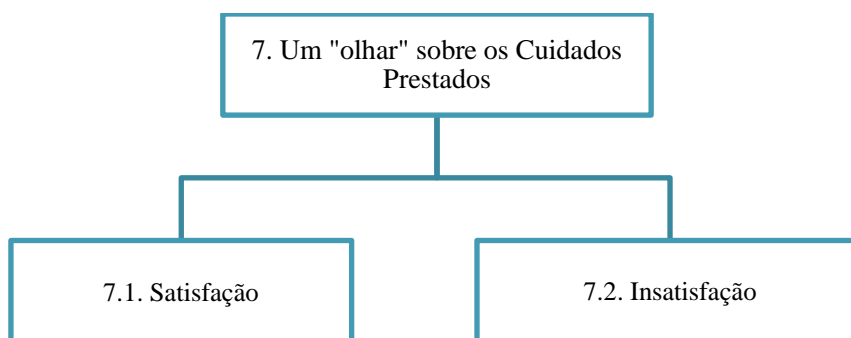 7. Um "olhar" sobre os Cuidados
Prestados
7.1. Satisfação
7.2. Insatisfação